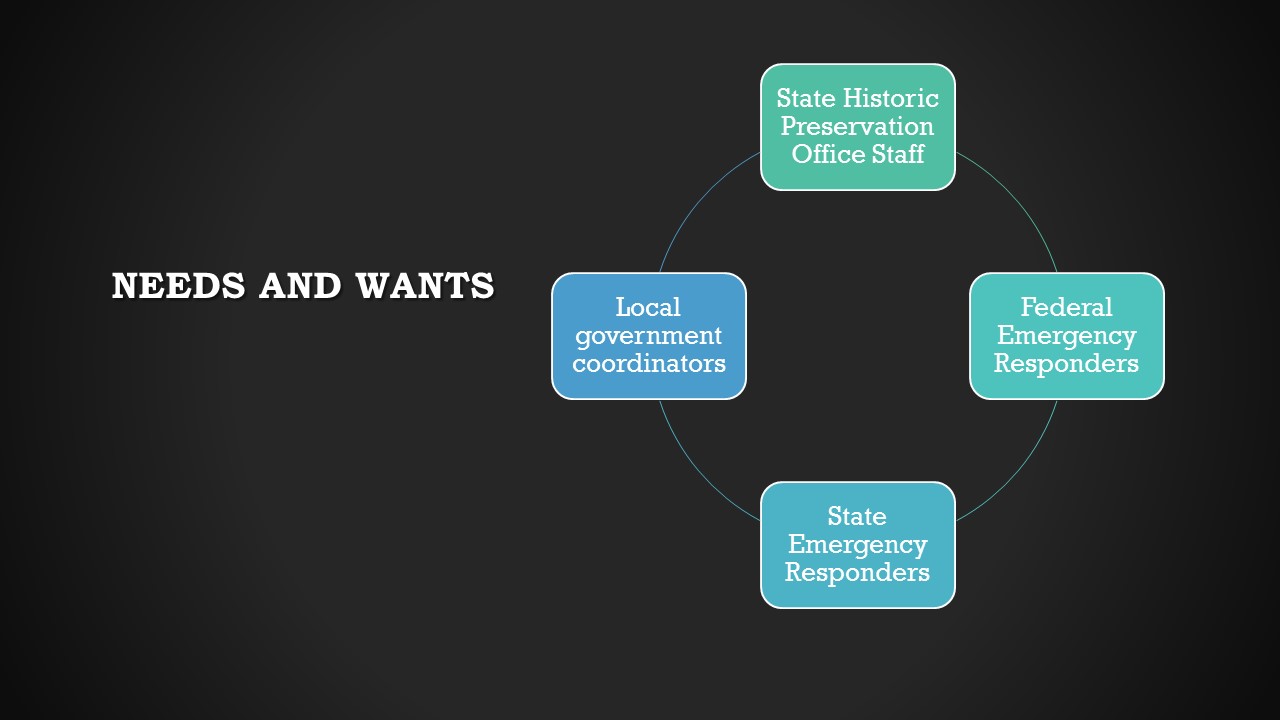 NEEDS AND WANTS
State Historic
Preservation
Office Staff
Federal
Emergency
Responders
State
Emergency
Responders
Local
government
coordinators